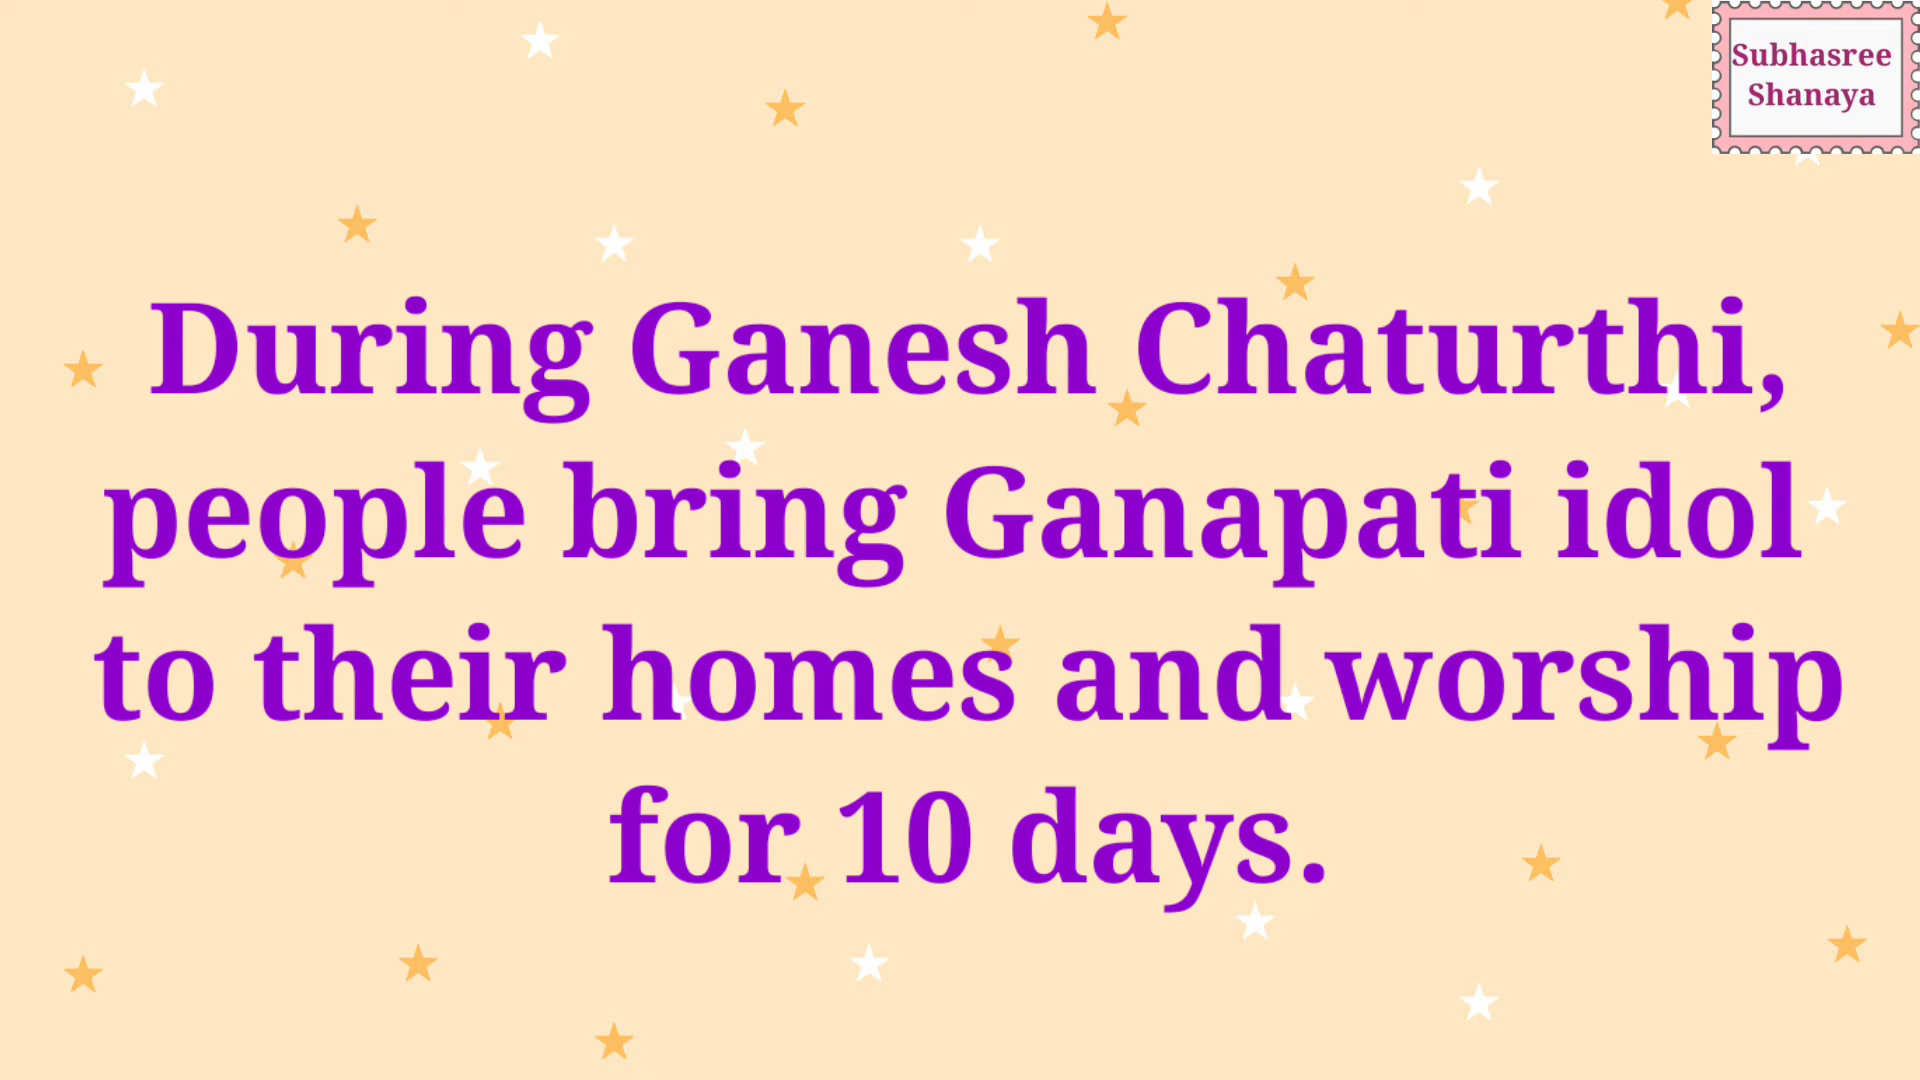 Subhasree
Shanaya
During Ganesh Chaturthi,
people bring Ganapati idol
to their homes and worship
for 10 days.